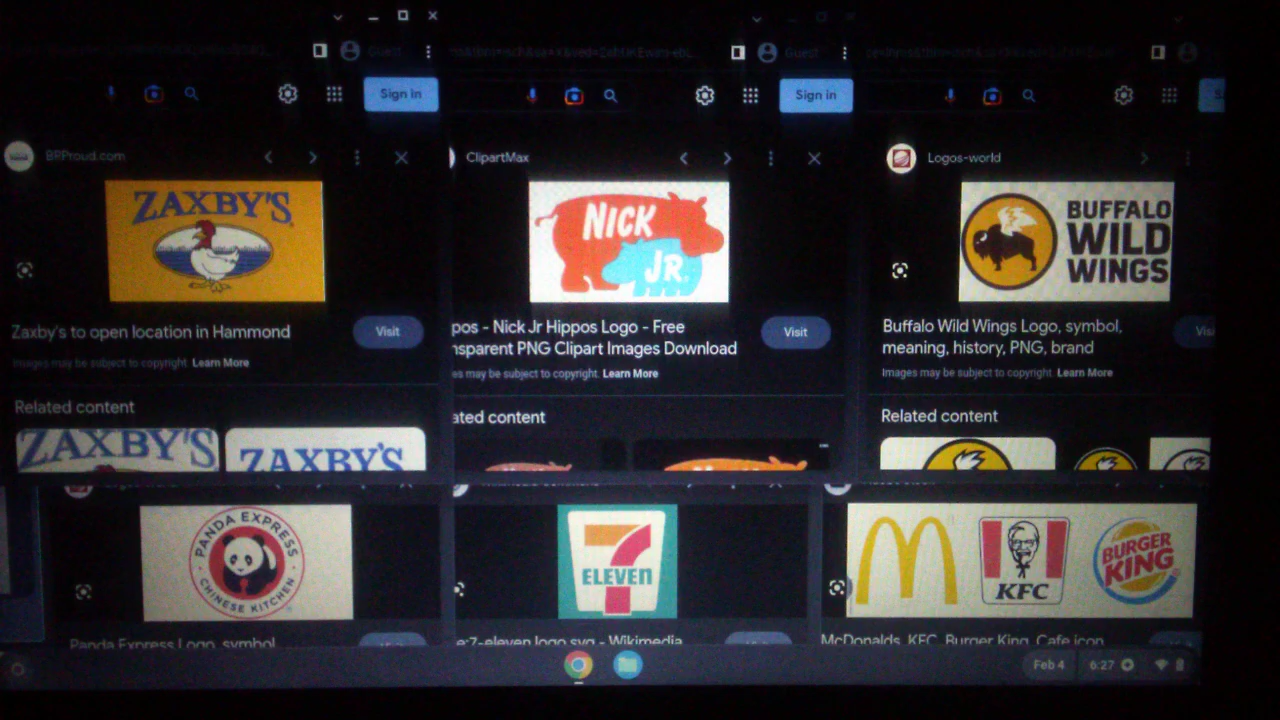 Guest
Guest
Sign in
Sign in
S
BRProud.com
ClipartMax
Logos-world
ZAXBY'S
NICK
JR.
BUFFALO
WILD
WINGS
Zaxby's to open location in Hammond
Visit
Images may be subject to copyright. Learn More
pos - Nick Jr Hippos Logo - Free
nsparent PNG Clipart Images Download
Visit
es may be subject to copyright. Learn More
Buffalo Wild Wings Logo, symbol,
meaning, history, PNG, brand
Visi
Images may be subject to copyright. Learn More
Related content
ated content
Related content
ZAXBY'S
ZAXBY'S
PANDA EXPRESS
CHINESE KITCHEN
7
ELEVEN
KFC
BURGER
KING
Panda Express Logo, symbol
e:7-eleven logo.svg - Wikimedia
McDonalds, KFC, Burger King, Cafe icon
Feb 4
6:27